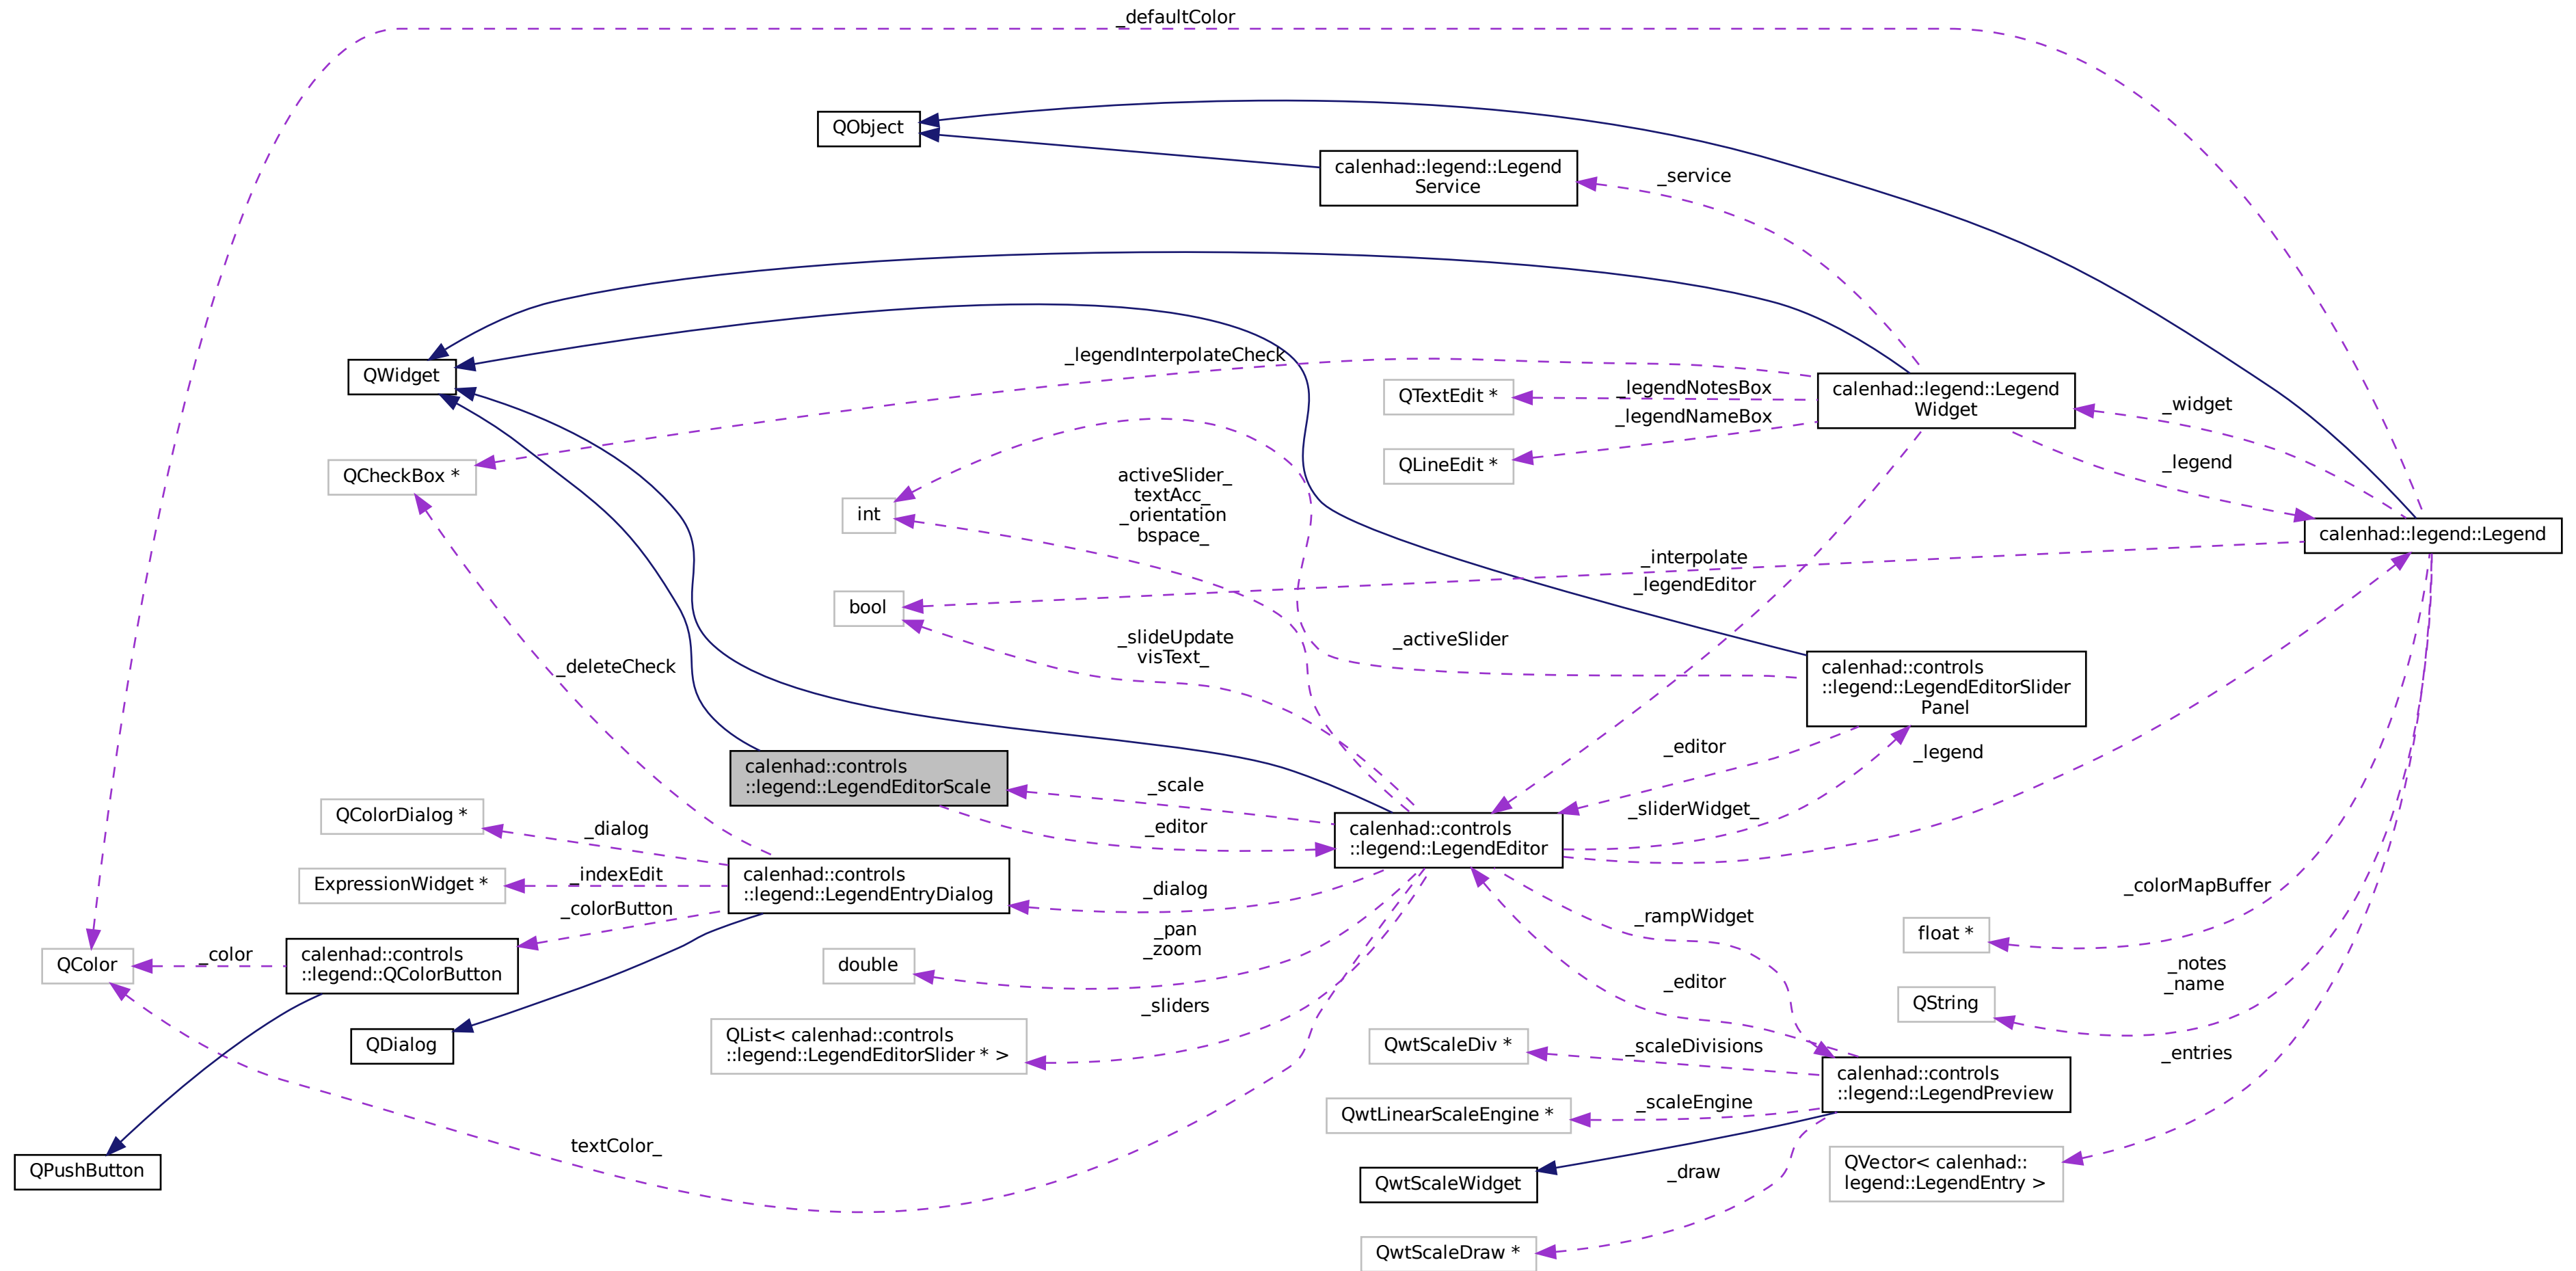 _defaultColor
QObject
calenhad::legend::Legend
Service
_service
QWidget
_legendInterpolateCheck
QTextEdit *
_legendNotesBox
_legendNameBox
calenhad::legend::Legend
Widget
_widget
QCheckBox *
QLineEdit *
_legend
activeSlider_
textAcc_
_orientation
bspace_
int
calenhad::legend::Legend
_interpolate
_legendEditor
bool
_slideUpdate
visText_
_activeSlider
_deleteCheck
calenhad::controls
::legend::LegendEditorSlider
Panel
_editor
_legend
calenhad::controls
::legend::LegendEditorScale
_scale
_editor
_sliderWidget_
QColorDialog *
_dialog
calenhad::controls
::legend::LegendEditor
ExpressionWidget *
_indexEdit
calenhad::controls
::legend::LegendEntryDialog
_dialog
_colorMapBuffer
_colorButton
_rampWidget
float *
_pan
_zoom
QColor
_color
calenhad::controls
::legend::QColorButton
double
_editor
_notes
_name
_sliders
QString
QDialog
QList< calenhad::controls
::legend::LegendEditorSlider * >
QwtScaleDiv *
_scaleDivisions
_entries
calenhad::controls
::legend::LegendPreview
QwtLinearScaleEngine *
_scaleEngine
textColor_
QPushButton
QwtScaleWidget
_draw
QVector< calenhad::
legend::LegendEntry >
QwtScaleDraw *